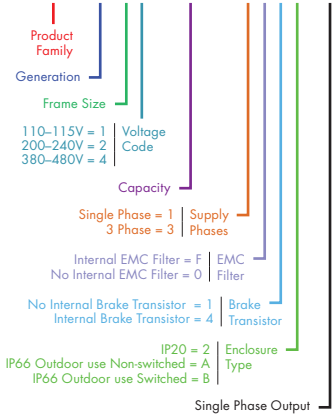 Product
Family
Generation
Frame Size
110–115V = 1
200–240V = 2
380–480V = 4
Voltage
Code
Capacity
Single Phase = 1
3 Phase = 3
Supply
Phases
Internal EMC Filter = F
No Internal EMC Filter = 0
EMC
Filter
No Internal Brake Transistor = 1
Internal Brake Transistor = 4
Brake
Transistor
IP20 = 2
IP66 Outdoor use Non-switched = A
IP66 Outdoor use Switched = B
Enclosure
Type
Single Phase Output